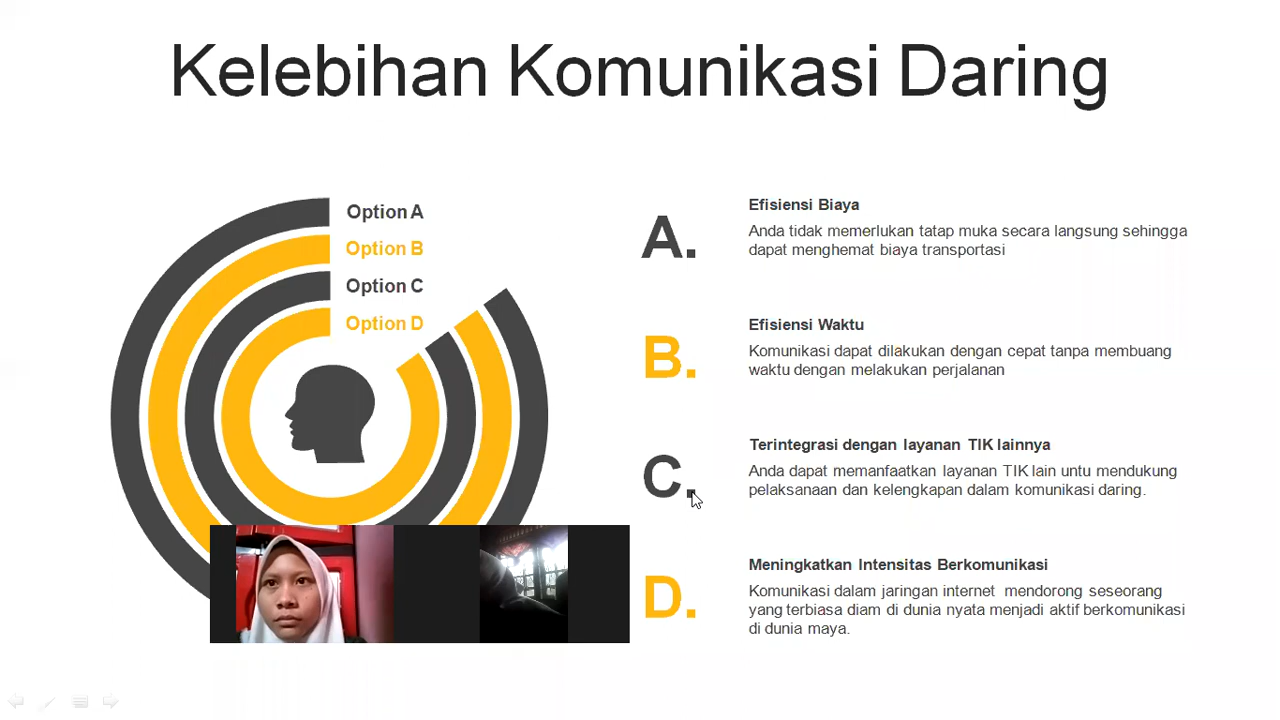 Kelebihan Komunikasi Daring
Option A
Option B
Option C
Option D
A.
Efisiensi Biaya
Anda tidak memerlukan tatap muka secara langsung sehingga
dapat menghemat biaya transportasi
B.
Efisiensi Waktu
Komunikasi dapat dilakukan dengan cepat tanpa membuang
waktu dengan melakukan perjalanan
C.
Terintegrasi dengan layanan TIK lainnya
Anda dapat memanfaatkan layanan TIK lain untu mendukung
pelaksanaan dan kelengkapan dalam komunikasi daring.
D.
Meningkatkan Intensitas Berkomunikasi
Komunikasi dalam jaringan internet mendorong seseorang
yang terbiasa diam di dunia nyata menjadi aktif berkomunikasi
di dunia maya.